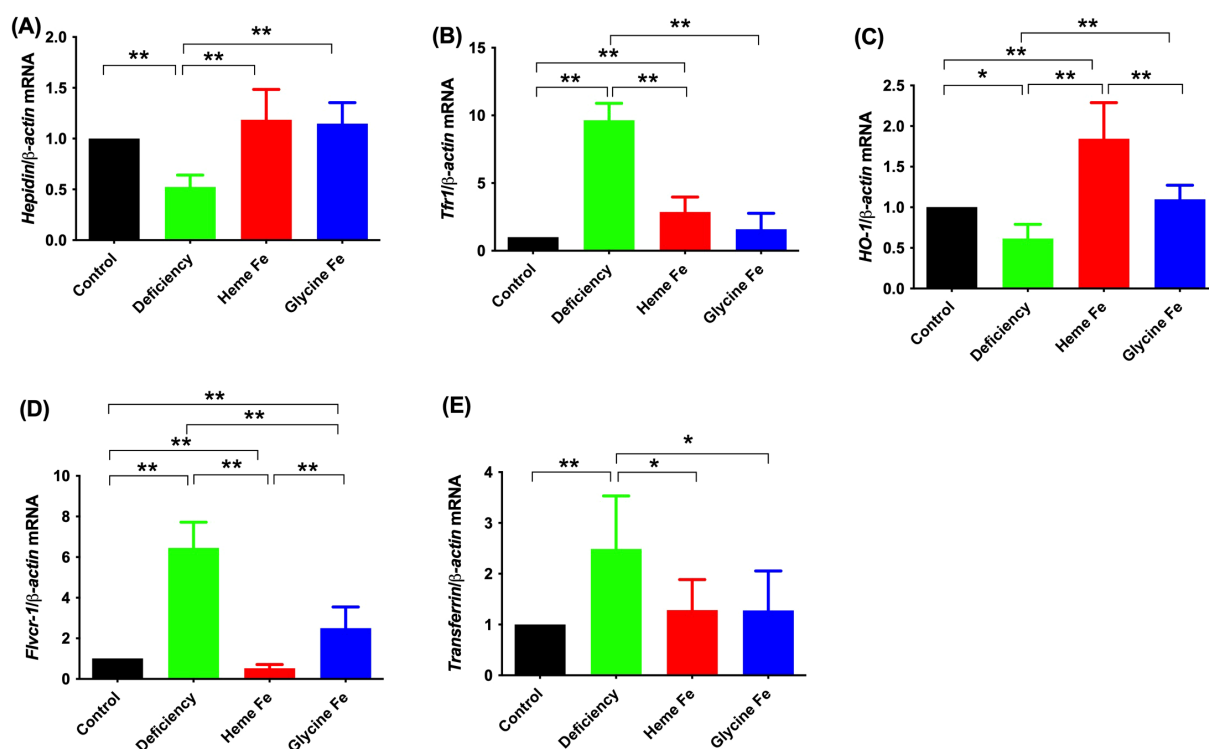 (A)
Hepidin/β-actin mRNA
2.0
1.5
1.0
0.5
0.0
**
**
**
Control
Deficiency
Heme Fe
Glycine Fe
(B)
Tfr1/β-actin mRNA
15
10
5
0
**
**
**
**
Control
Deficiency
Heme Fe
Glycine Fe
(C)
HO-1/β-actin mRNA
2.5
2.0
1.5
1.0
0.5
0.0
**
**
*
**
**
Control
Deficiency
Heme Fe
Glycine Fe
(D)
Flvcr-1/β-actin mRNA
10
8
6
4
2
0
**
**
**
**
**
**
Control
Deficiency
Heme Fe
Glycine Fe
(E)
Transferrin/β-actin mRNA
4
3
2
1
0
*
**
*
Control
Deficiency
Heme Fe
Glycine Fe